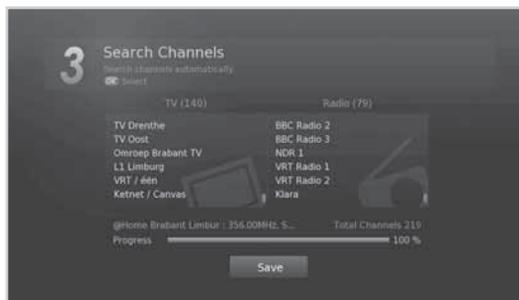 3
Search Channels
Search channels automatically.
OK Select
TV (140) Radio (79)
TV Drenthe BBC Radio 2
TV Oost BBC Radio 3
Omroep Brabant TV NDR 1
L1 Limburg VRT Radio 1
VRT / één VRT Radio 2
Ketnet / Canvas Klara
@Home Brabant Limbur : 356.00MHz, S... Total Channels 219
Progress 100 %
Save